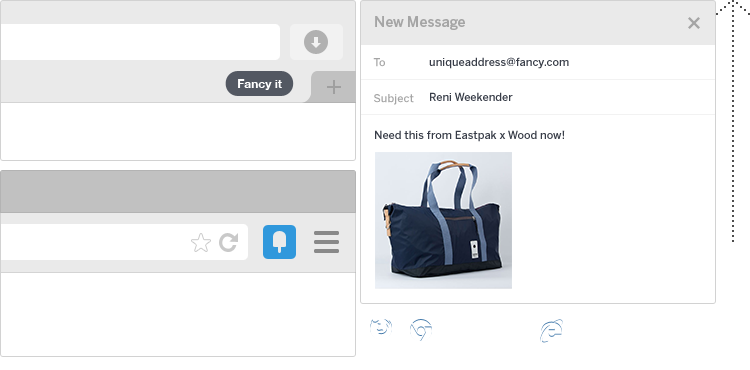 Fancy it
New Message
To uniqueaddress@fancy.com
Subject Reni Weekender
Need this from Eastpak x Wood now!